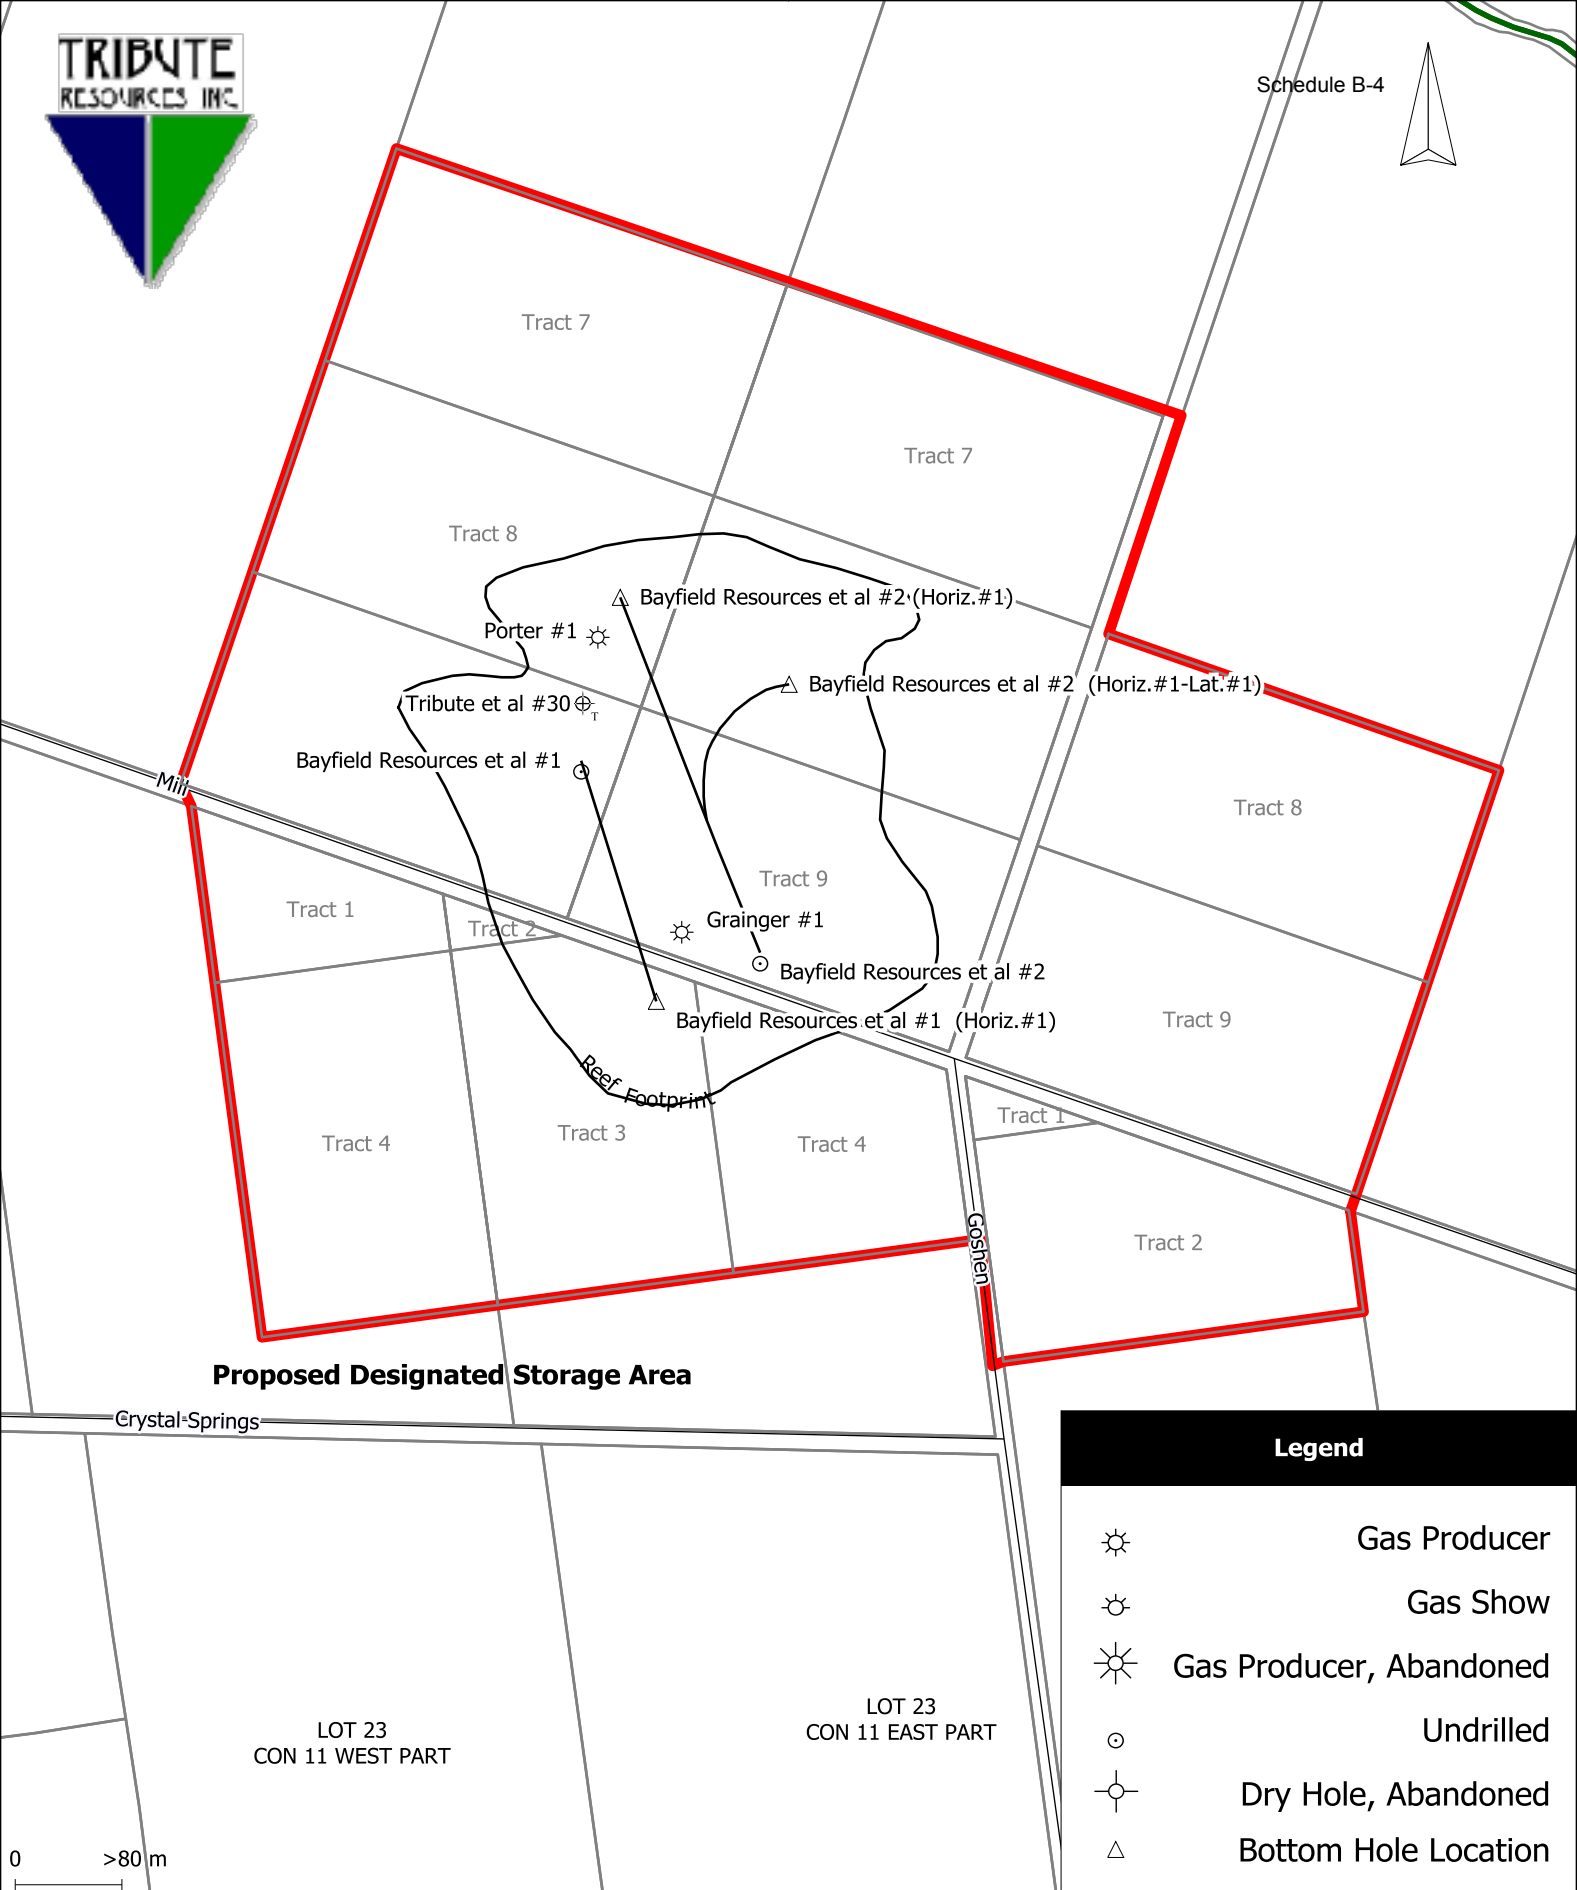 TRIBUTE
RESOURCES INC.
Schedule B-4
Tract 7
Tract 7
Tract 8
Bayfield Resources et al #2 (Horiz.#1)
Porter #1
Bayfield Resources et al #2 (Horiz.#1-Lat.#1)
Tribute et al #30
T
Bayfield Resources et al #1
Mill
Tract 8
Tract 9
Tract 1
Grainger #1
Tract 2
Bayfield Resources et al #2
Bayfield Resources et al #1 (Horiz.#1)
Tract 9
Reef Footprint
Tract 1
Tract 4
Tract 3
Tract 4
Goshen
Tract 2
Proposed Designated Storage Area
Crystal Springs
Legend
Gas Producer
Gas Show
Gas Producer, Abandoned
Undrilled
Dry Hole, Abandoned
Bottom Hole Location
LOT 23
CON 11 EAST PART
LOT 23
CON 11 WEST PART
0 >80 m